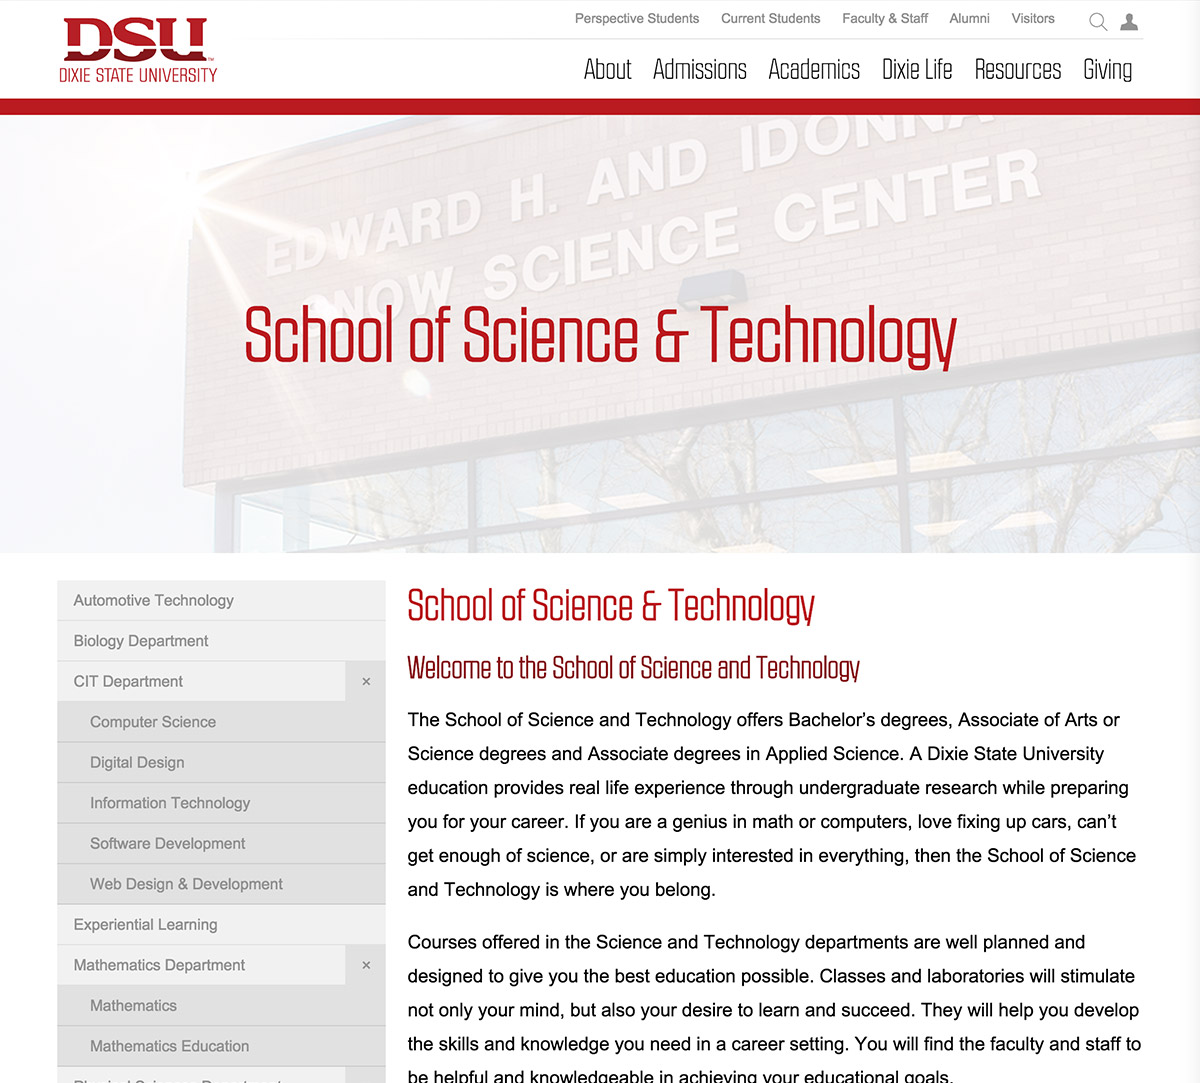 DSU
DIXIE STATE UNIVERSITY
Perspective Students Current Students Faculty & Staff Alumni Visitors
About Admissions Academics Dixie Life Resources Giving
EDWARD H. AND IDONNA
SNOW SCIENCE CENTER
School of Science & Technology
Automotive Technology
Biology Department
CIT Department ×
Computer Science
Digital Design
Information Technology
Software Development
Web Design & Development
Experiential Learning
Mathematics Department ×
Mathematics
Mathematics Education
Physical Science Department
School of Science & Technology
Welcome to the School of Science and Technology
The School of Science and Technology offers Bachelor’s degrees, Associate of Arts or
Science degrees and Associate degrees in Applied Science. A Dixie State University
education provides real life experience through undergraduate research while preparing
you for your career. If you are a genius in math or computers, love fixing up cars, can’t
get enough of science, or are simply interested in everything, then the School of Science
and Technology is where you belong.
Courses offered in the Science and Technology departments are well planned and
designed to give you the best education possible. Classes and laboratories will stimulate
not only your mind, but also your desire to learn and succeed. They will help you develop
the skills and knowledge you need in a career setting. You will find the faculty and staff to
be helpful and knowledgeable in achieving your educational goals.